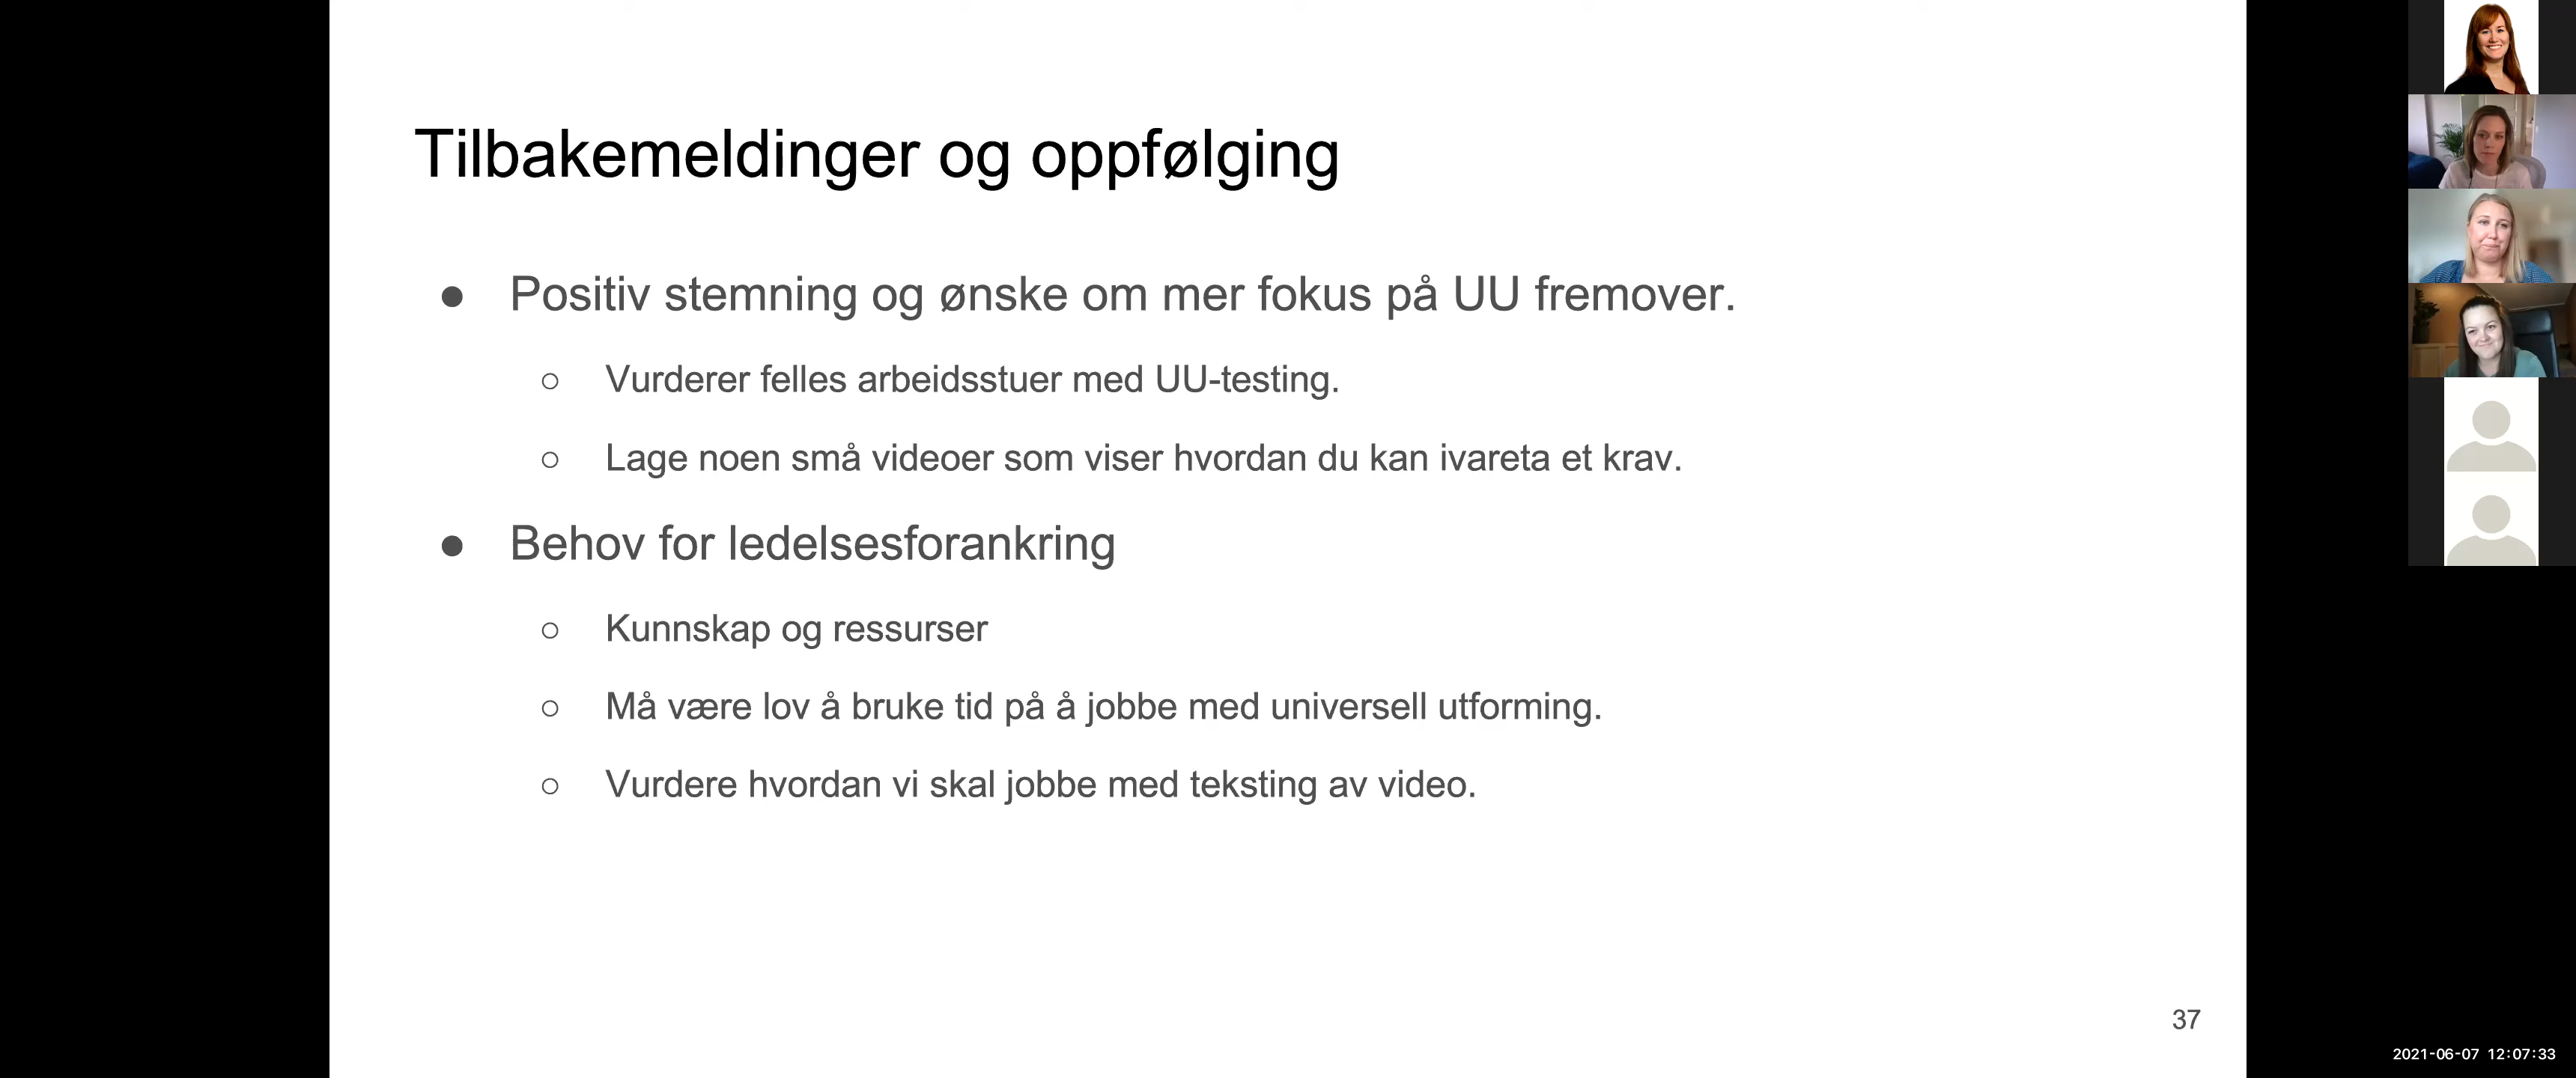 Tilbakemeldinger og oppfølging
● Positiv stemning og ønske om mer fokus på UU fremover.
○ Vurderer felles arbeidsstuer med UU-testing.
○ Lage noen små videoer som viser hvordan du kan ivareta et krav.
● Behov for ledelsesforankring
○ Kunnskap og ressurser
○ Må være lov å bruke tid på å jobbe med universell utforming.
○ Vurdere hvordan vi skal jobbe med teksting av video.
37
2021-06-07 12:07:33